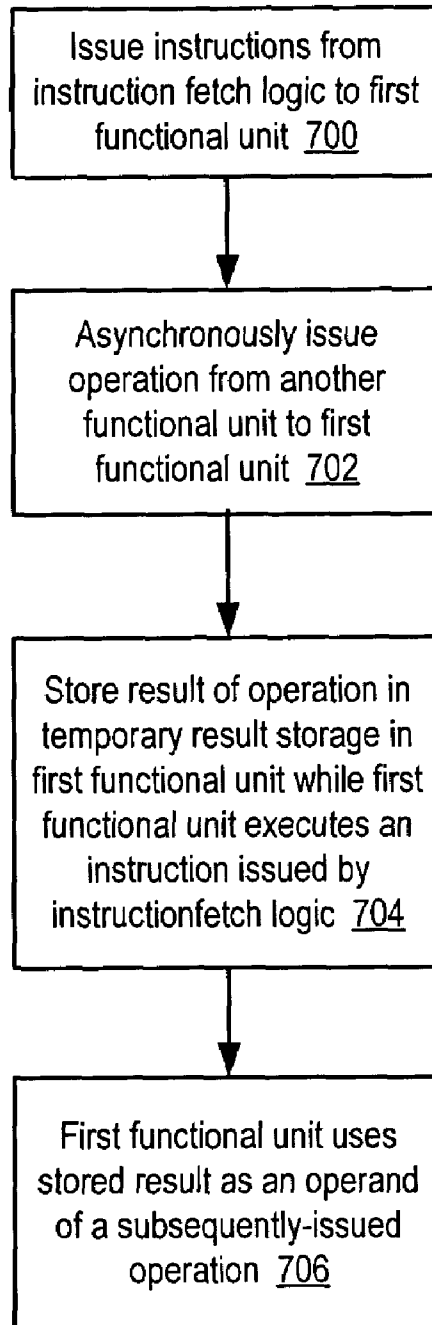 Issue instructions from
instruction fetch logic to first
functional unit 700
Asynchronously issue
operation from another
functional unit to first
functional unit 702
Store result of operation in
temporary result storage in
first functional unit while first
functional unit executes an
instruction issued by
instructionfetch logic 704
First functional unit uses
stored result as an operand
of a subsequently-issued
operation 706